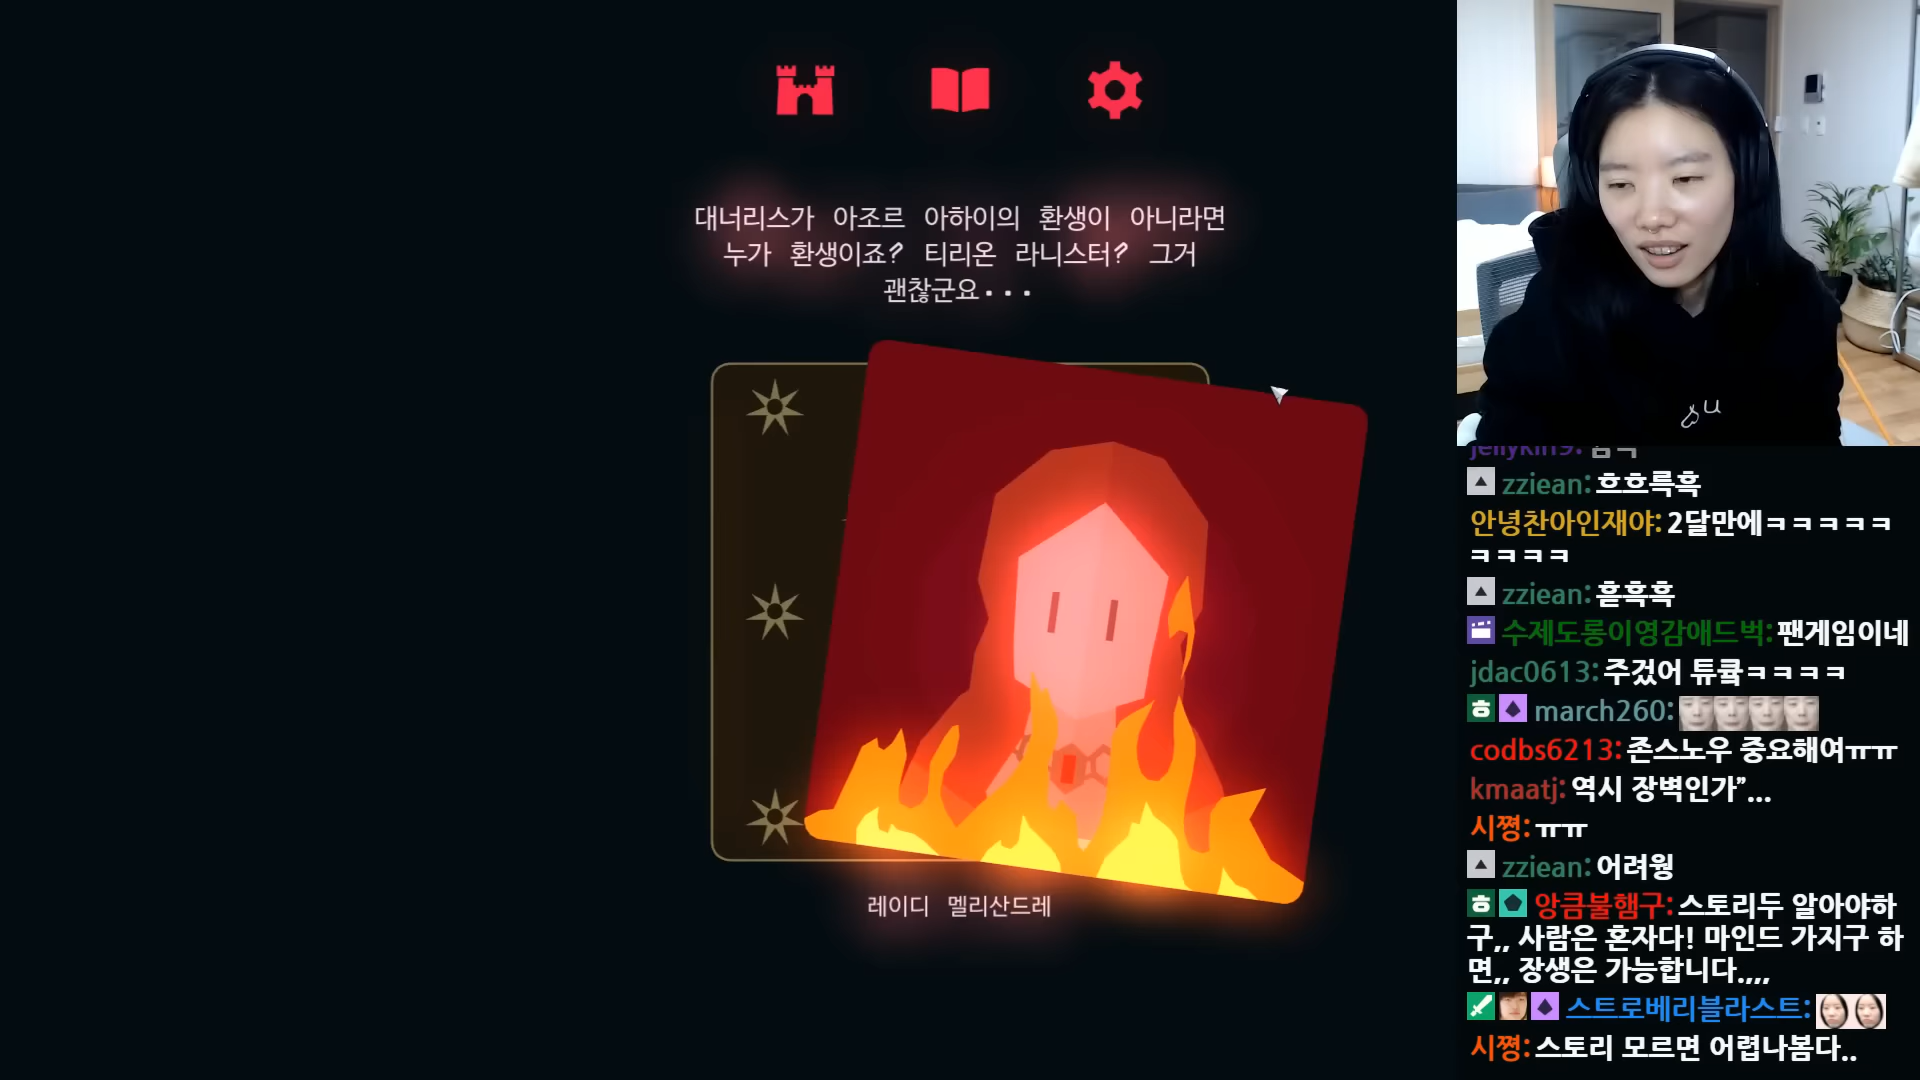 대너리스가 아조르 아하이의 환생이 아니라면
누가 환생이죠? 티리온 라니스터? 그거
괜찮군요...
레이디 멜리산드레
zziean: 흐흐륵흑
안녕찬아인재야: 2달만에ㅋㅋㅋㅋㅋ
ㅋㅋㅋㅋ
zziean: 흗흑흑
수제도롱이영감애드벅: 팬게임이네
jdac0613: 주겄어 튜큨ㅋㅋㅋㅋ
ㅎ march260:
codbs6213: 존스노우 중요해여ㅠㅠ
kmaatj: 역시 장벽인가”...
시쪙: ㅠㅠ
zziean: 어려웡
ㅎ 앙큼불햄구: 스토리두 알아야하
구,, 사람은 혼자다! 마인드 가지구 하
면,, 장생은 가능합니다.,,,
스트로베리블라스트:
시쪙: 스토리 모르면 어렵나봄다..